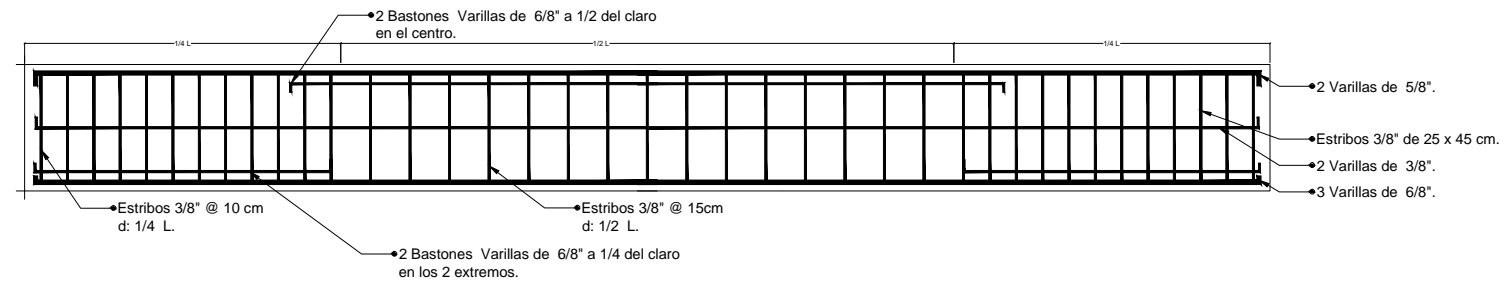 2 Bastones Varillas de 6/8" a 1/2 del claro
en el centro.
1/4 L
1/2 L
1/4 L
2 Varillas de 5/8".
Estribos 3/8" de 25 x 45 cm.
2 Varillas de 3/8".
3 Varillas de 6/8".
Estribos 3/8" @ 10 cm
d: 1/4 L.
Estribos 3/8" @ 15cm
d: 1/2 L.
2 Bastones Varillas de 6/8" a 1/4 del claro
en los 2 extremos.